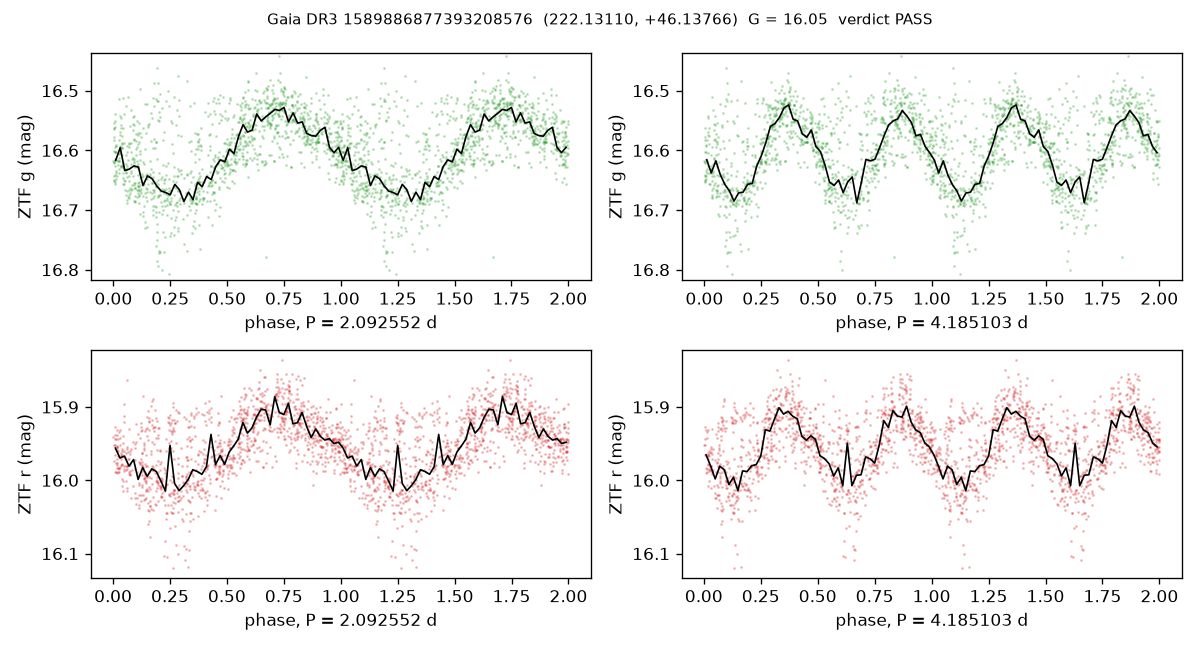 Gaia DR3 1589886877393208576 (222.13110, +46.13766) G = 16.05 verdict PASS
ZTF g (mag)
16.5
16.6
16.7
16.8
0.00 0.25 0.50 0.75 1.00 1.25 1.50 1.75 2.00
phase, P = 2.092552 d
ZTF g (mag)
16.5
16.6
16.7
16.8
0.00 0.25 0.50 0.75 1.00 1.25 1.50 1.75 2.00
phase, P = 4.185103 d
ZTF r (mag)
15.9
16.0
16.1
0.00 0.25 0.50 0.75 1.00 1.25 1.50 1.75 2.00
phase, P = 2.092552 d
ZTF r (mag)
15.9
16.0
16.1
0.00 0.25 0.50 0.75 1.00 1.25 1.50 1.75 2.00
phase, P = 4.185103 d